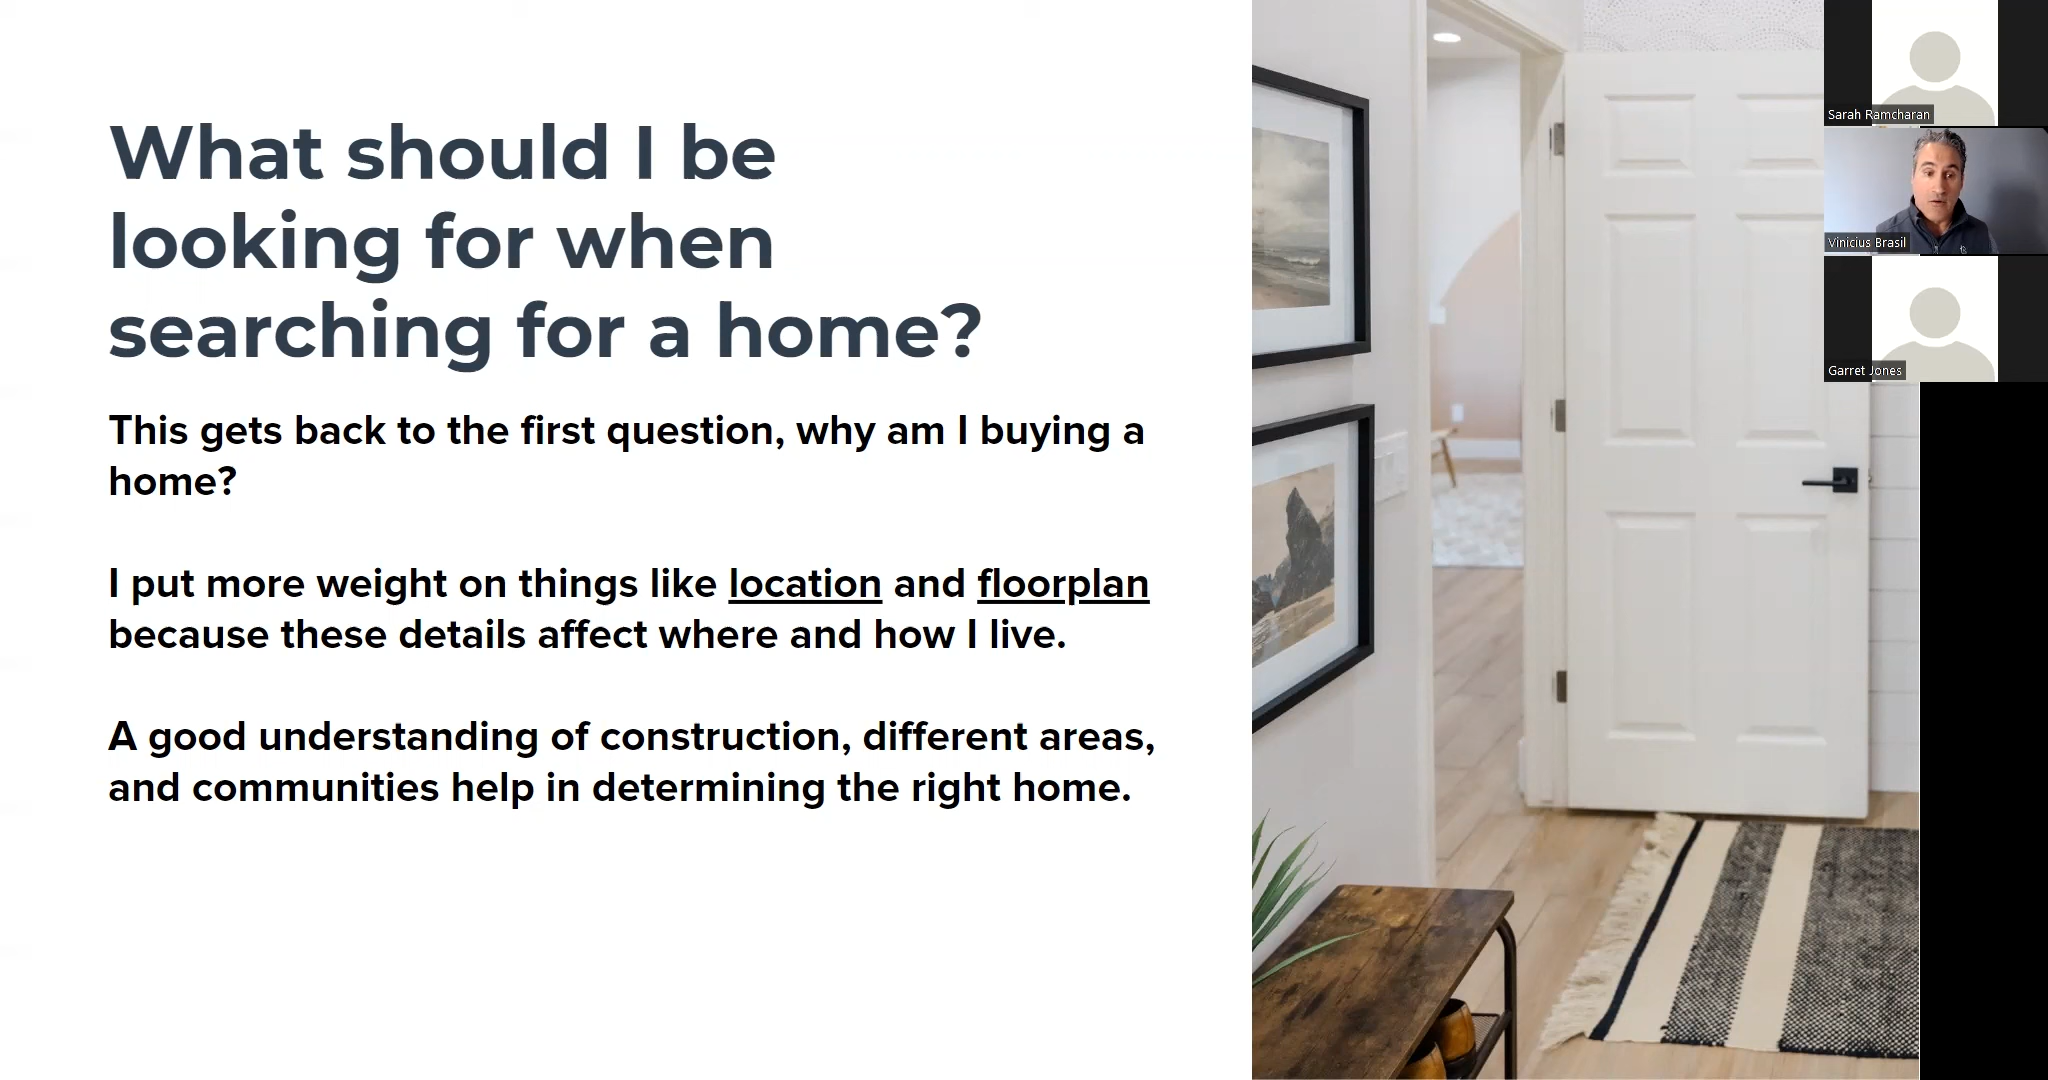 What should I be
looking for when
searching for a home?
This gets back to the first question, why am I buying a
home?
I put more weight on things like location and floorplan
because these details affect where and how I live.
A good understanding of construction, different areas,
and communities help in determining the right home.
Sarah Ramcharan
Vinicius Brasil
Garret Jones